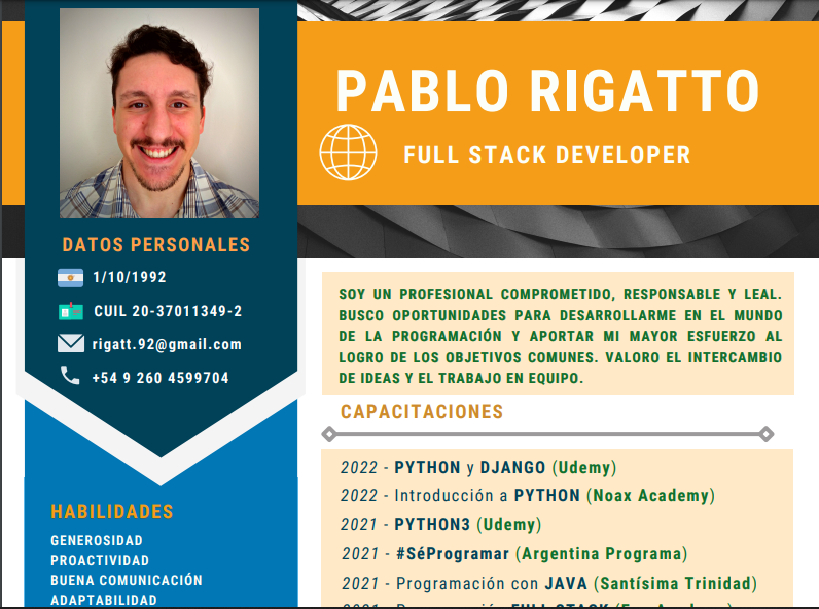 PABLO RIGATTO
FULL STACK DEVELOPER
DATOS PERSONALES
1/10/1992
CUIL 20-37011349-2
rigatt.92@gmail.com
+54 9 260 4599704
HABILIDADES
GENEROSIDAD
PROACTIVIDAD
BUENA COMUNICACIÓN
ADAPTABILIDAD
SOY UN PROFESIONAL COMPROMETIDO, RESPONSABLE Y LEAL.
BUSCO OPORTUNIDADES PARA DESARROLLARME EN EL MUNDO
DE LA PROGRAMACIÓN Y APORTAR MI MAYOR ESFUERZO AL
LOGRO DE LOS OBJETIVOS COMUNES. VALORO EL INTERCAMBIO
DE IDEAS Y EL TRABAJO EN EQUIPO.
CAPACITACIONES
2022 - PYTHON y DJANGO (Udemy)
2022 - Introducción a PYTHON (Noax Academy)
2021 - PYTHON3 (Udemy)
2021 - #SéProgramar (Argentina Programa)
2021 - Programación con JAVA (Santísima Trinidad)